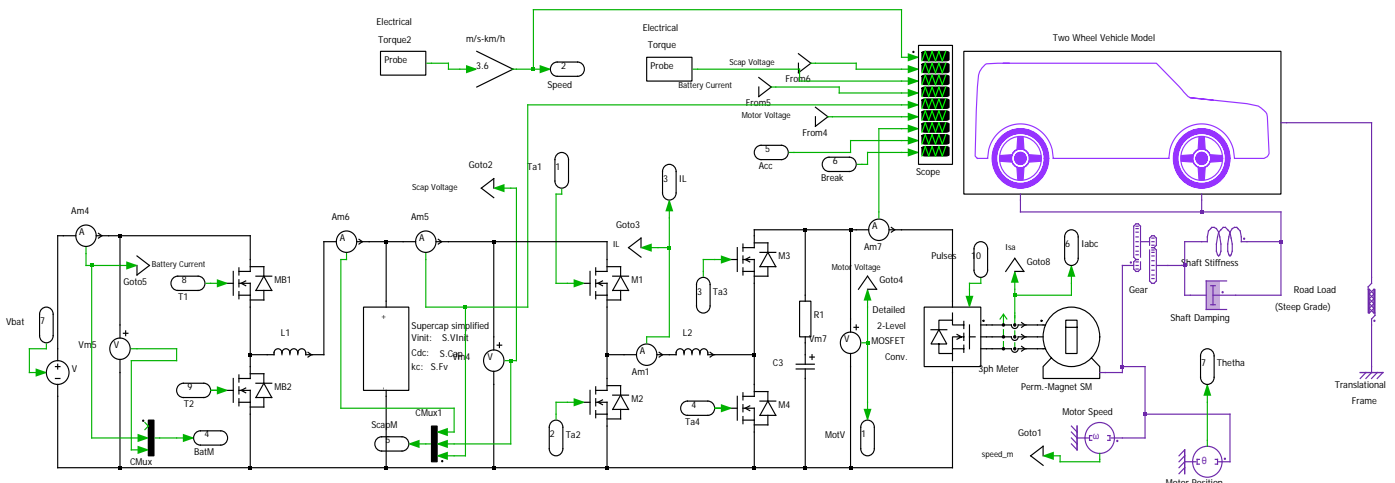 Electrical
Torque2
Probe
m/s-km/h
3.6
2
Speed
Electrical
Torque
Probe
Scap Voltage
From6
Battery Current
From5
Motor Voltage
From4
5
Acc
6
Break
Scope
Two Wheel Vehicle Model
Goto2
Scap Voltage
Ta1
1
3
IL
Goto3
IL
Am4
A
Am6
A
Am5
A
Am7
A
Battery Current
Goto5
8
T1
MB1
M1
M3
3
Ta3
Motor Voltage
Goto4
Pulses
10
Isa
Goto8
6
Iabc
Gear
Shaft Stiffness
Shaft Damping
Road Load
(Steep Grade)
Vbat
7
V
Vm5
V
L1
Supercap simplified
Vinit:
S.VInit
Cdc:
S.Cap
kc:
S.Fv
Vm4
V
A
Am1
L2
R1
C3
Vm7
V
Detailed
2-Level
MOSFET
Conv.
3ph Meter
Perm.-Magnet SM
7
Thetha
Translational
Frame
9
T2
MB2
M2
M4
4
Ta4
2
Ta2
CMux
4
BatM
ScapM
5
CMux1
MotV
1
Motor Speed
ω
Goto1
speed_m
θ
Motor Position